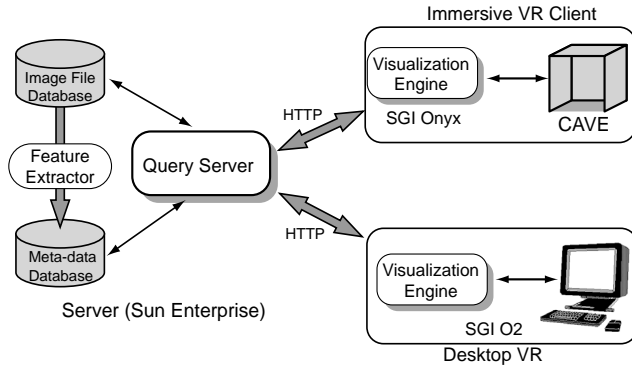 Immersive VR Client
Image File
Database
Visualization
Engine
SGI Onyx
CAVE
HTTP
Feature
Extractor
Query Server
HTTP
Meta-data
Database
Visualization
Engine
Server (Sun Enterprise)
SGI O2
Desktop VR